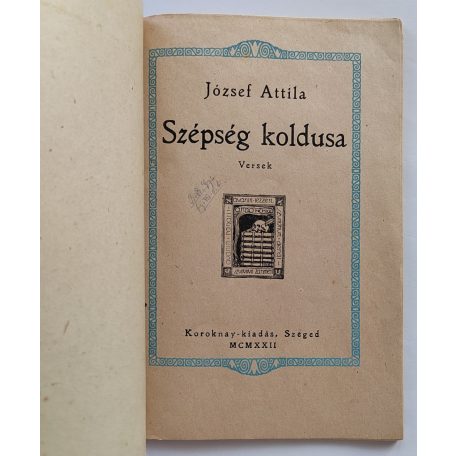 József Attila
Szépség koldusa
Versek
Koroknay-kiadás, Szeged
MCMXXII